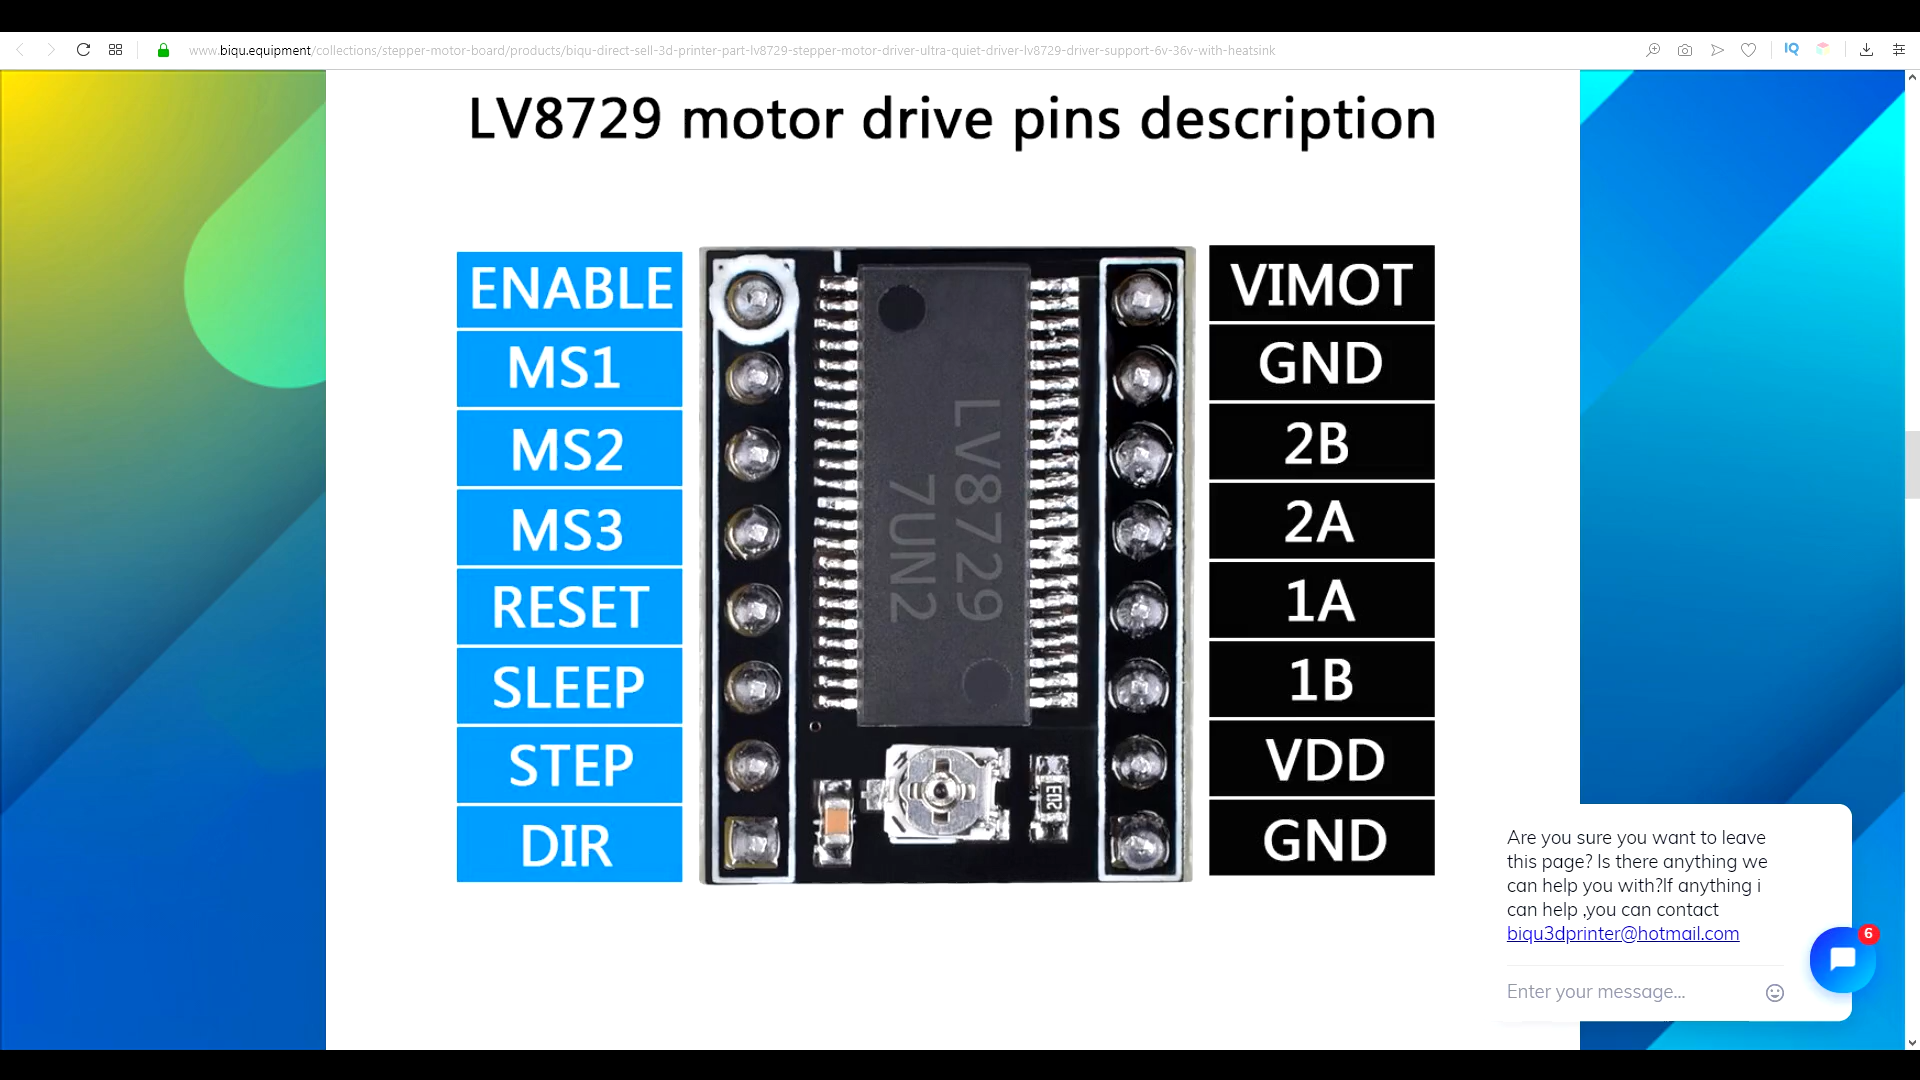 www.biqu.equipment/collections/stepper-motor-board/products/biqu-direct-sell-3d-printer-part-lv8729-stepper-motor-driver-ultra-quiet-driver-lv8729-driver-support-6v-36v-with-heatsink
IQ
LV8729 motor drive pins description
ENABLE
MS1
MS2
MS3
RESET
SLEEP
STEP
DIR
LV8729
7UN2
203
VIMOT
GND
2B
2A
1A
1B
VDD
GND
Are you sure you want to leave
this page? Is there anything we
can help you with?If anything i
can help ,you can contact
biqu3dprinter@hotmail.com
6
Enter your message...